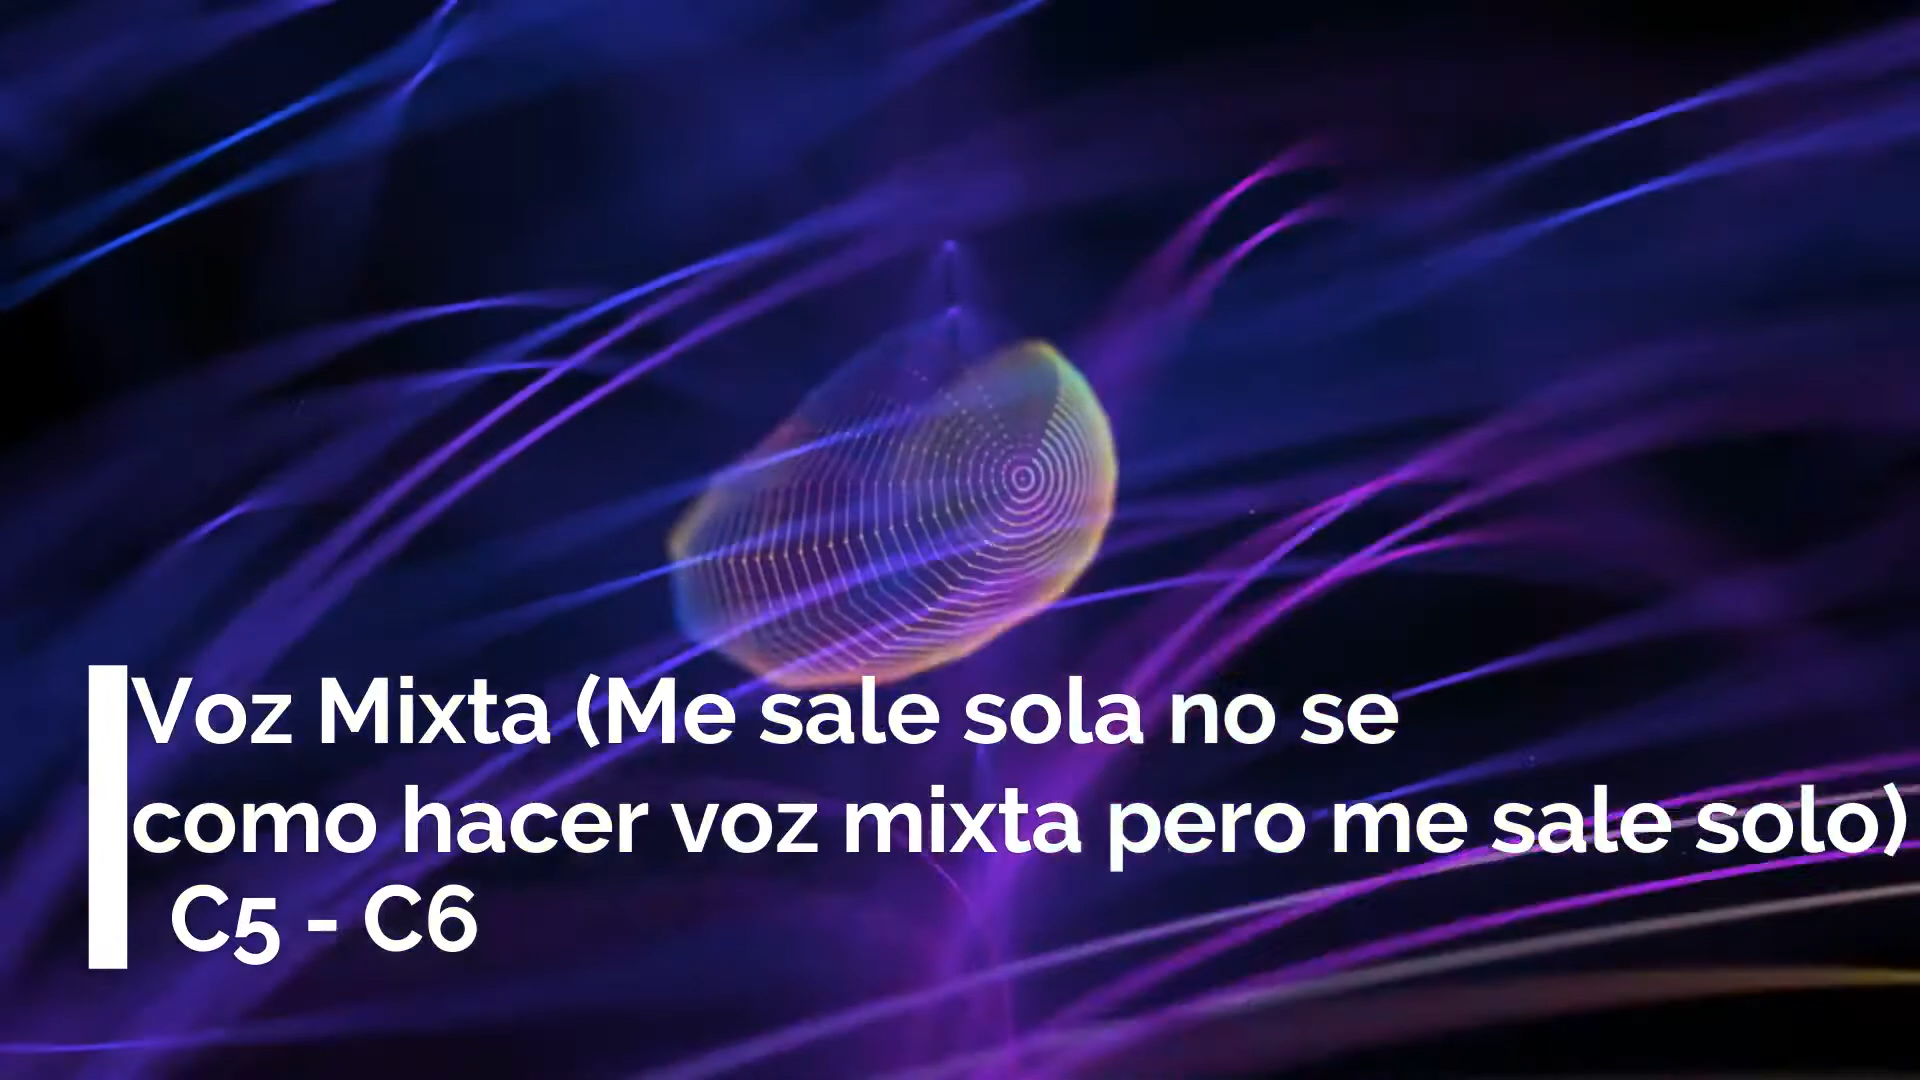 Voz Mixta (Me sale sola no se
como hacer voz mixta pero me sale solo)
C5 - C6